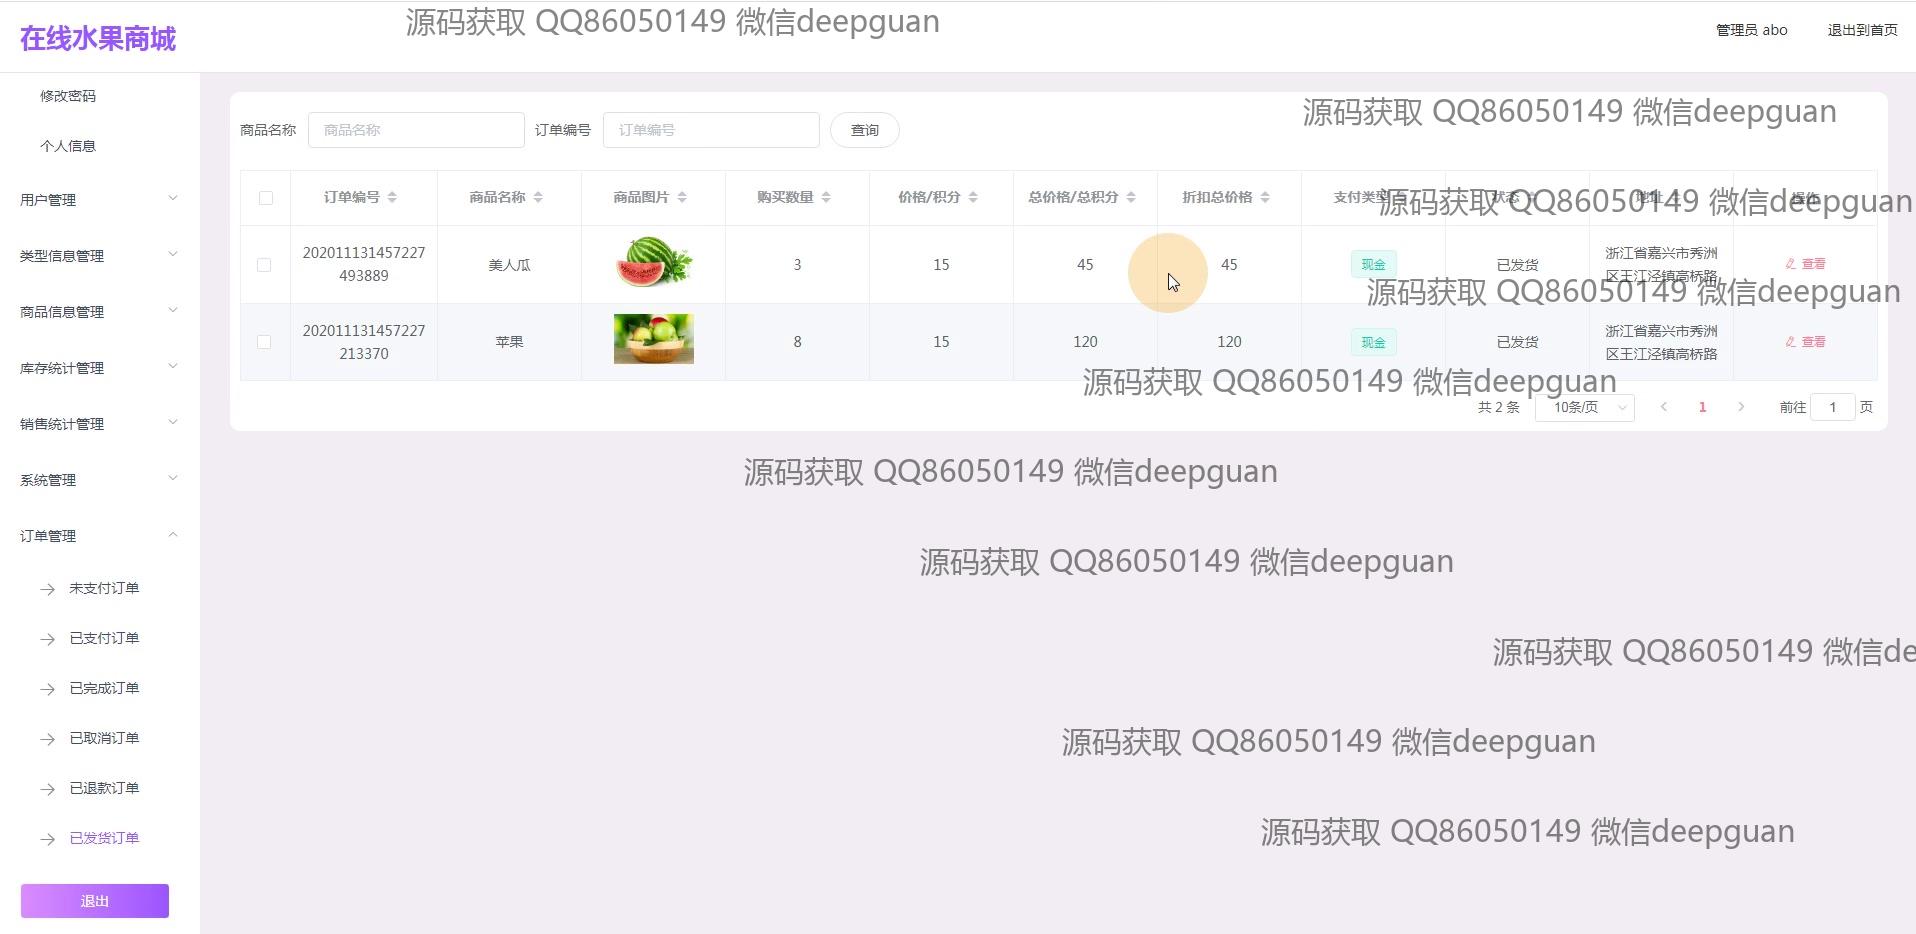 在线水果商城
源码获取 QQ86050149 微信deepguan
管理员 abo
退出到首页
修改密码
个人信息
用户管理
类型信息管理
商品信息管理
库存统计管理
销售统计管理
系统管理
订单管理
未支付订单
已支付订单
已完成订单
已取消订单
已退款订单
已发货订单
退出
商品名称 商品名称 订单编号 订单编号 查询
源码获取 QQ86050149 微信deepguan
订单编号 商品名称 商品图片 购买数量 价格/积分 总价格/总积分 折扣总价格 支付类型 状态 地址 操作
源码获取 QQ86050149 微信deepguan
202011131457227
493889
美人瓜 3 15 45 45 现金 已发货
浙江省嘉兴市秀洲
区王江泾镇高桥路
查看
源码获取 QQ86050149 微信deepguan
202011131457227
213370
苹果 8 15 120 120 现金 已发货
浙江省嘉兴市秀洲
区王江泾镇高桥路
查看
源码获取 QQ86050149 微信deepguan
共 2 条 10条/页 1 前往 1 页
源码获取 QQ86050149 微信deepguan
源码获取 QQ86050149 微信deepguan
源码获取 QQ86050149 微信de
源码获取 QQ86050149 微信deepguan
源码获取 QQ86050149 微信deepguan